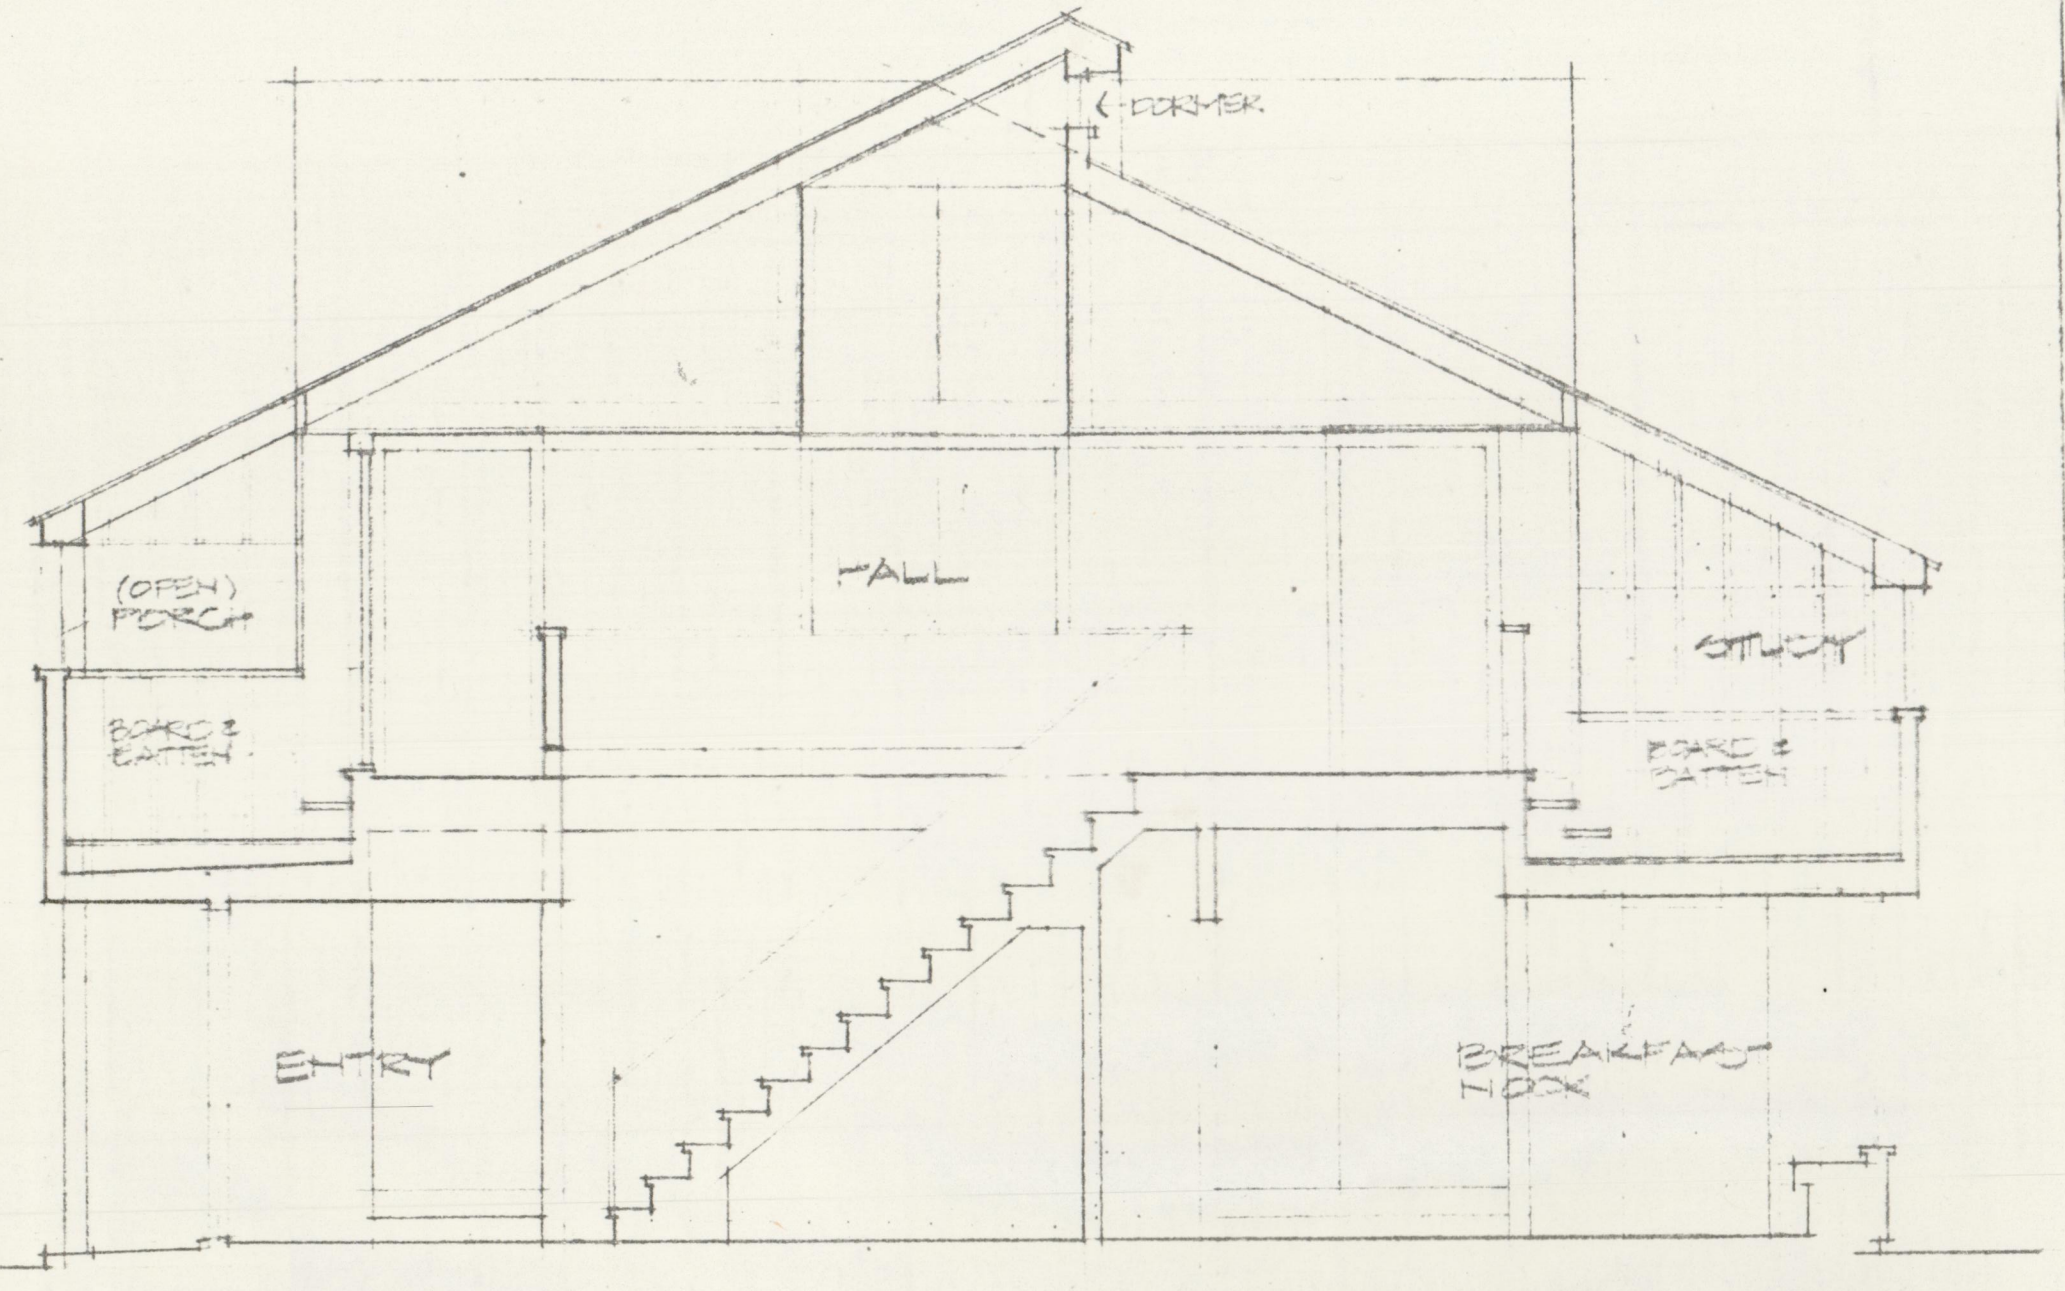 DORMER
HALL
(OPEN)
PORCH
STUDY
BOARD &
BATTEN
BOARD &
BATTEN
ENTRY
BREAKFAST
NOOK